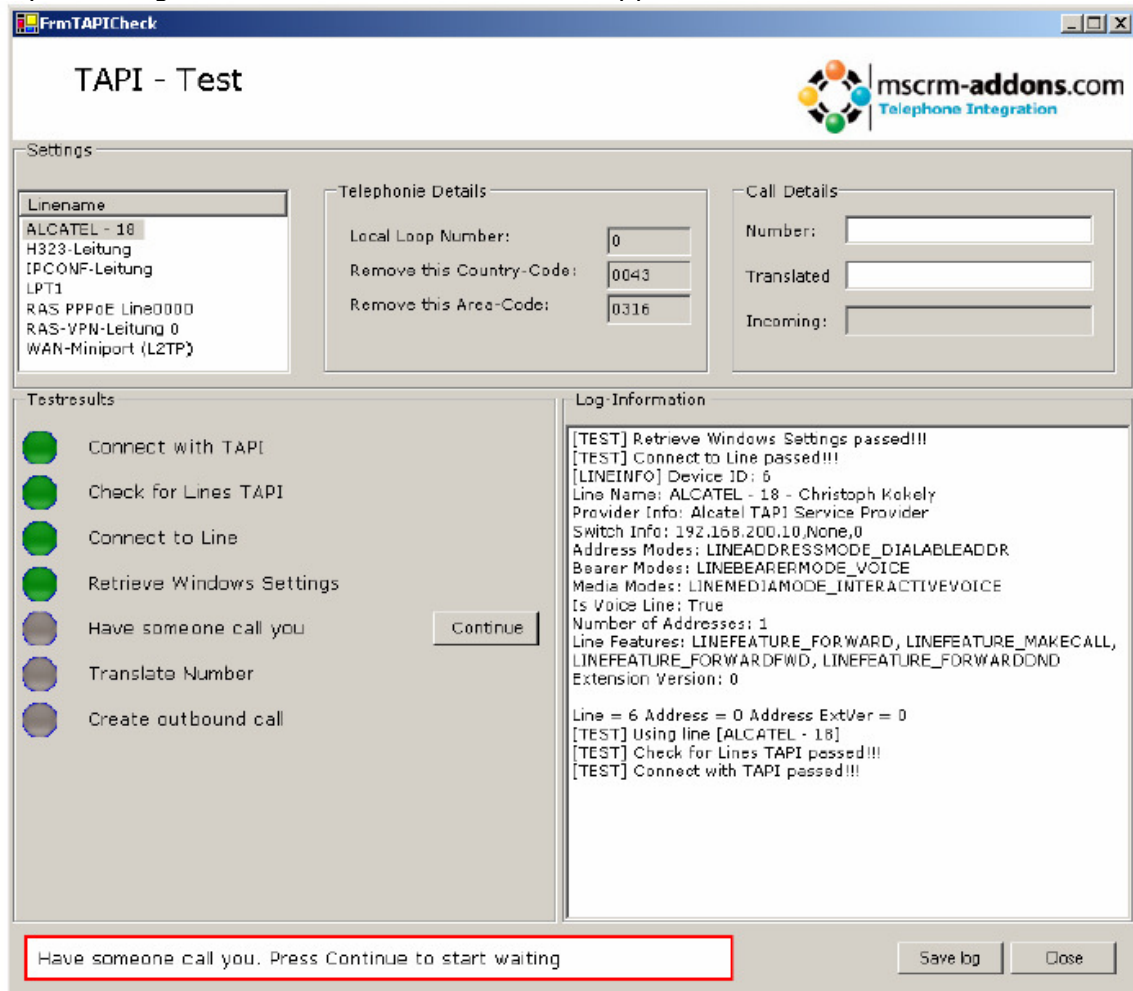 FrmTAPICheck
TAPI - Test
mscrm-addons.com
Telephone Integration
Settings
Linename
ALCATEL - 18
H323-Leitung
IPCONF-Leitung
LPT1
RAS PPPoE Line0000
RAS-VPN-Leitung 0
WAN-Miniport (L2TP)
Telephonie Details
Local Loop Number: 0
Remove this Country-Code: 0043
Remove this Area-Code: 0316
Call Details
Number:
Translated
Incoming:
Testresults
Connect with TAPI
Check for Lines TAPI
Connect to Line
Retrieve Windows Settings
Have someone call you Continue
Translate Number
Create outbound call
Log-Information
[TEST] Retrieve Windows Settings passed!!!
[TEST] Connect to Line passed!!!
[LINEINFO] Device ID: 6
Line Name: ALCATEL - 18 - Christoph Kokely
Provider Info: Alcatel TAPI Service Provider
Switch Info: 192.168.200.10,None,0
Address Modes: LINEADDRESSMODE_DIALABLEADDR
Bearer Modes: LINEBEARERMODE_VOICE
Media Modes: LINEMEDIAMODE_INTERACTIVEVOICE
Is Voice Line: True
Number of Addresses: 1
Line Features: LINEFEATURE_FORWARD, LINEFEATURE_MAKECALL,
LINEFEATURE_FORWARDFWD, LINEFEATURE_FORWARDDND
Extension Version: 0
Line = 6 Address = 0 Address ExtVer = 0
[TEST] Using line [ALCATEL - 18]
[TEST] Check for Lines TAPI passed!!!
[TEST] Connect with TAPI passed!!!
Have someone call you. Press Continue to start waiting
Save log
Close